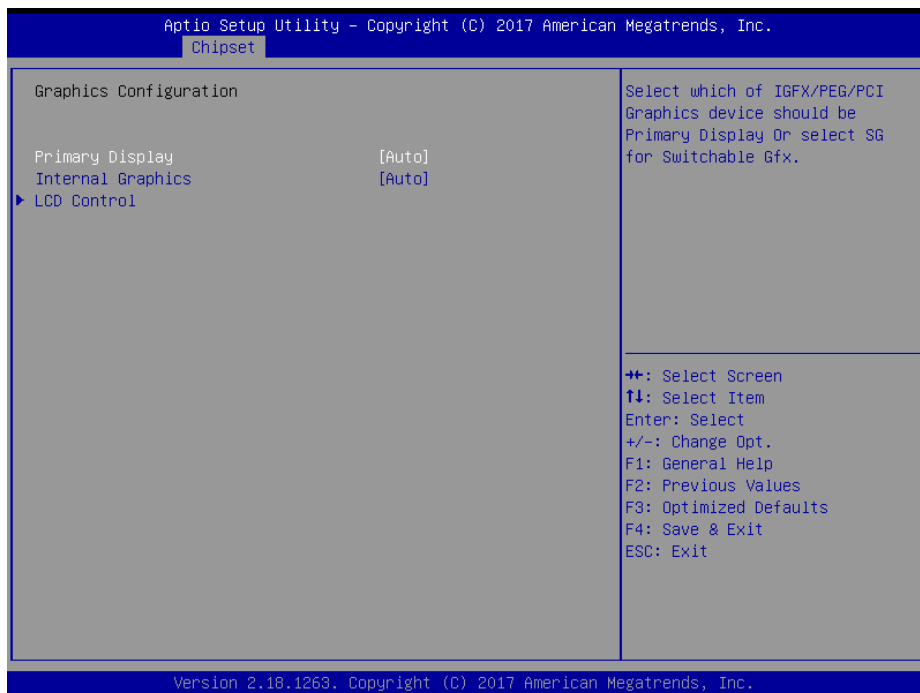 Aptio Setup Utility – Copyright (C) 2017 American Megatrends, Inc.
Chipset
Graphics Configuration
Primary Display [Auto]
Internal Graphics [Auto]
LCD Control
Select which of IGFX/PEG/PCI
Graphics device should be
Primary Display Or select SG
for Switchable Gfx.
→←: Select Screen
↑↓: Select Item
Enter: Select
+/-: Change Opt.
F1: General Help
F2: Previous Values
F3: Optimized Defaults
F4: Save & Exit
ESC: Exit
Version 2.18.1263. Copyright (C) 2017 American Megatrends, Inc.